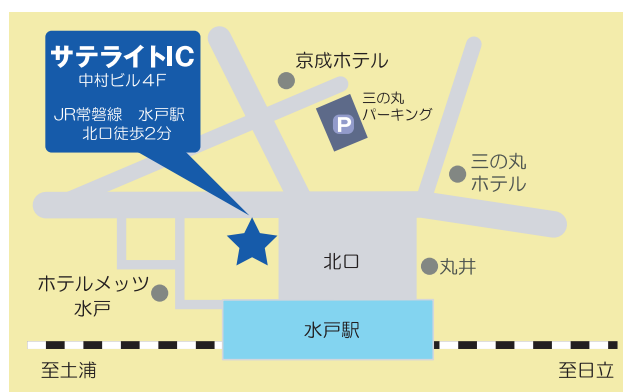 サテライトIC
中村ビル4F
JR常磐線 水戸駅
北口徒歩2分
京成ホテル
三の丸
パーキング
P
三の丸
ホテル
北口
丸井
ホテルメッツ
水戸
水戸駅
至土浦
至日立